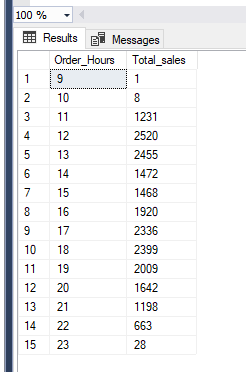 100 %
Results Messages
Order_Hours Total_sales
1 9 1
2 10 8
3 11 1231
4 12 2520
5 13 2455
6 14 1472
7 15 1468
8 16 1920
9 17 2336
10 18 2399
11 19 2009
12 20 1642
13 21 1198
14 22 663
15 23 28